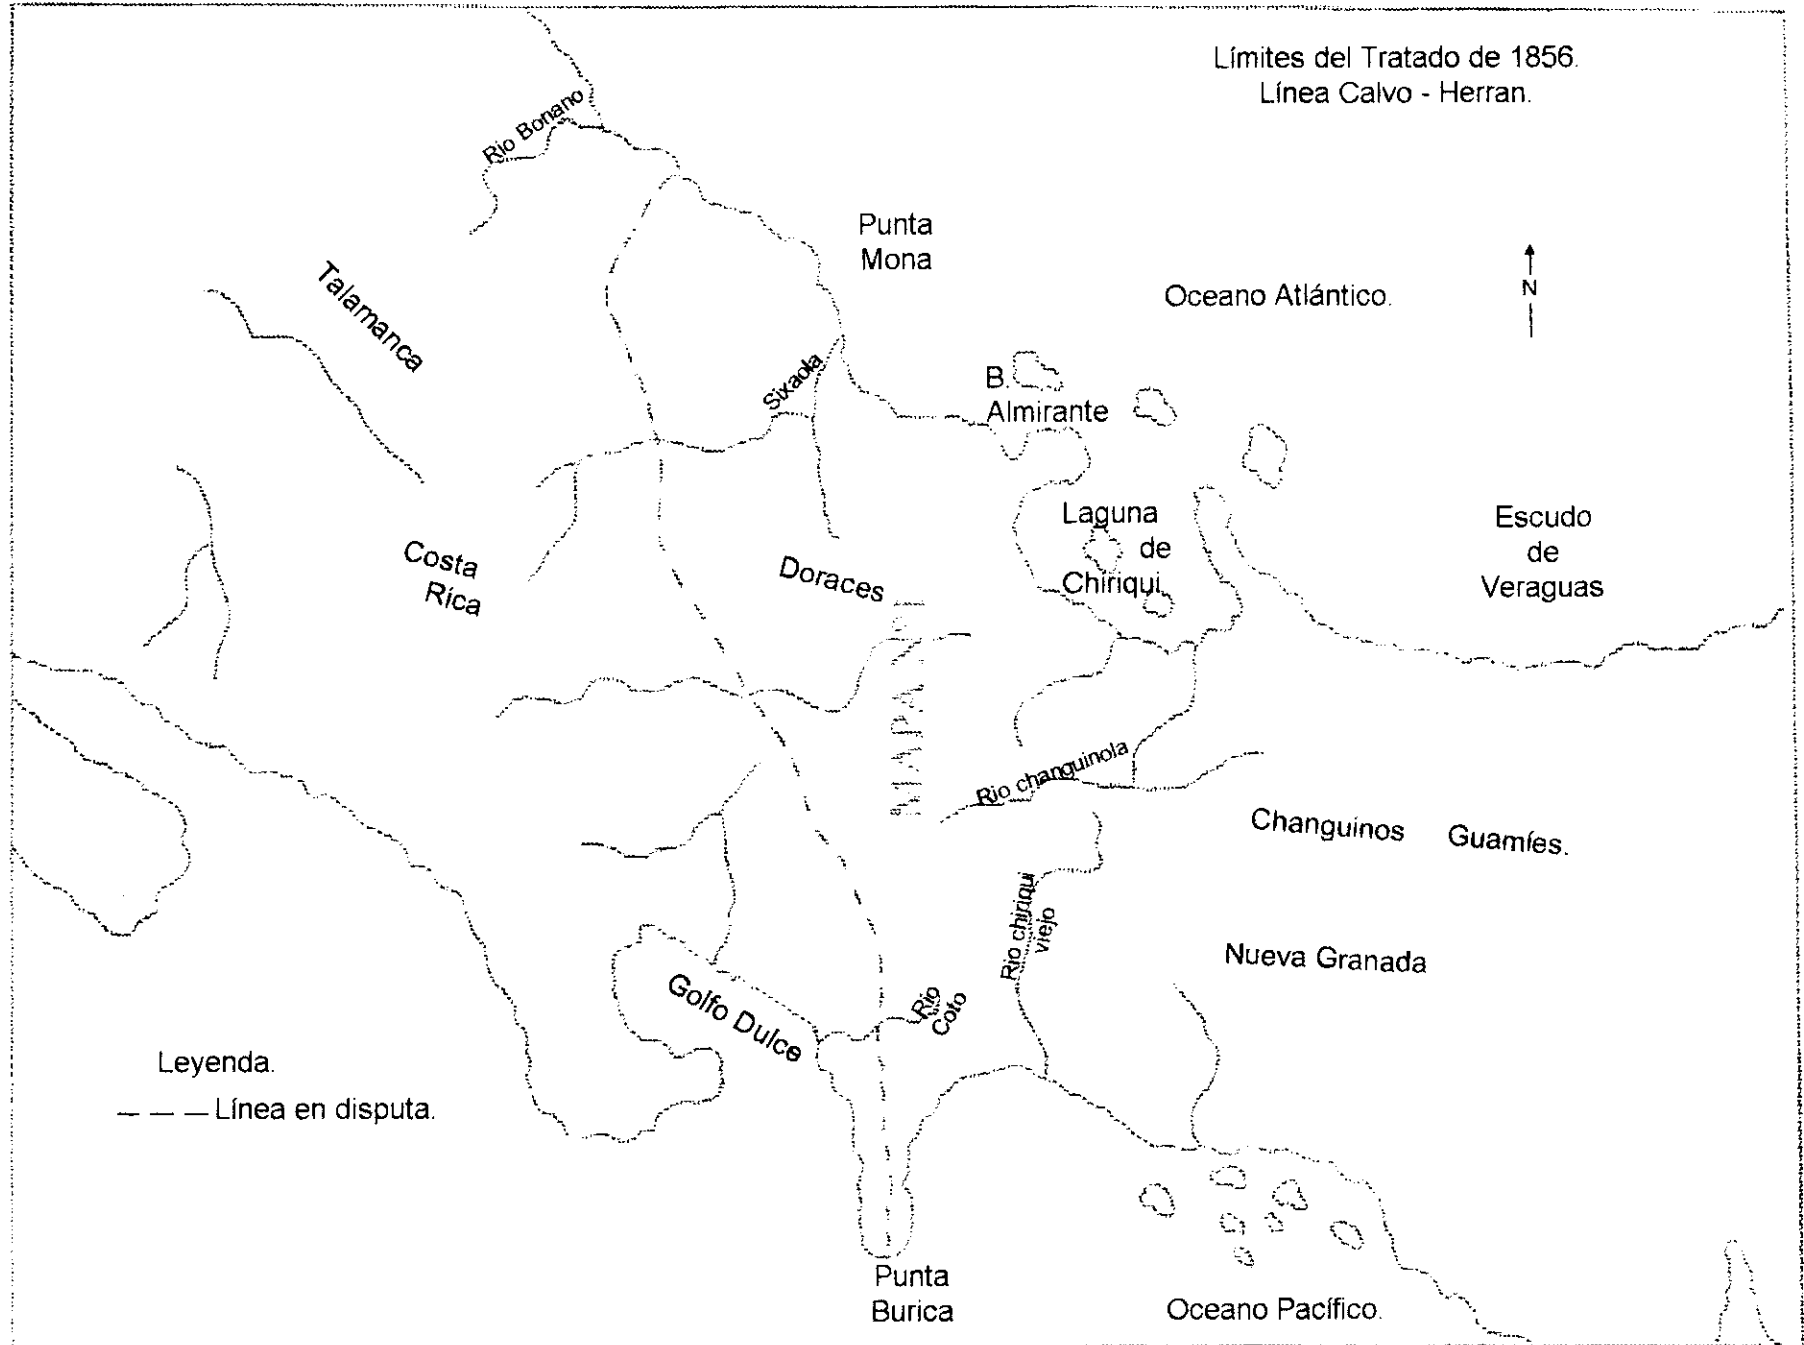 Límites del Tratado de 1856.
Línea Calvo - Herran.
Rio Bonano
Punta
Mona
Talamanca
Oceano Atlántico.
N
Sixaola
B.
Almirante
Laguna
de
Chiriqui.
Escudo
de
Veraguas
Costa
Rica
Doraces
MAPA N°1
Rio changuinola
Changuinos Guamíes.
Rio chiriqui
viejo
Nueva Granada
Golfo Dulce
Rio
Coto
Leyenda.
Línea en disputa.
Punta
Burica
Oceano Pacífico.